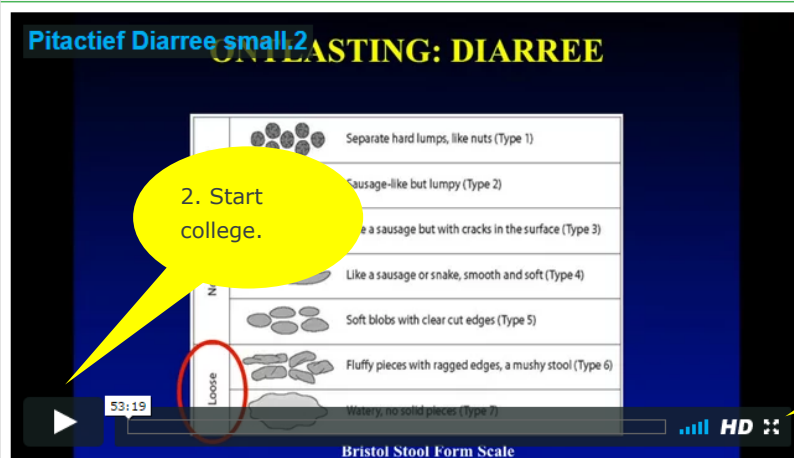 Pitactief Diarree small 2
ONTLASTING: DIARREE
Separate hard lumps, like nuts (Type 1)
Sausage-like but lumpy (Type 2)
a sausage but with cracks in the surface (Type 3)
Like a sausage or snake, smooth and soft (Type 4)
Soft blobs with clear cut edges (Type 5)
Fluffy pieces with ragged edges, a mushy stool (Type 6)
Watery, no solid pieces (Type 7)
Loose
2. Start
college.
53:19
HD
Bristol Stool Form Scale